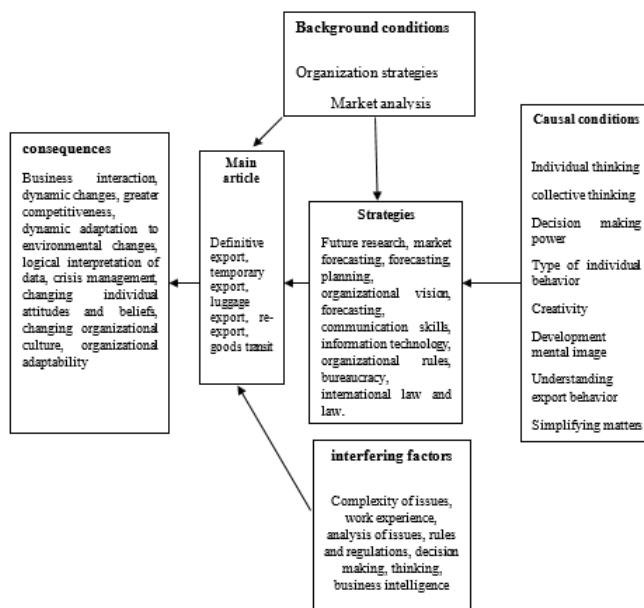 Background conditions
Organization strategies
Market analysis
consequences
Business interaction,
dynamic changes, greater
competitiveness,
dynamic adaptation to
environmental changes,
logical interpretation of
data, crisis management,
changing individual
attitudes and beliefs,
changing organizational
culture, organizational
adaptability
Main
article
Definitive
export,
temporary
export,
luggage
export, re-
export,
goods transit
Strategies
Future research, market
forecasting, forecasting,
planning,
organizational vision,
forecasting,
communication skills,
information technology,
organizational rules,
bureaucracy,
international law and
law.
Causal conditions
Individual thinking
collective thinking
Decision making
power
Type of individual
behavior
Creativity
Development
mental image
Understanding
export behavior
Simplifying matters
interfering factors
Complexity of issues,
work experience,
analysis of issues, rules
and regulations, decision
making, thinking,
business intelligence